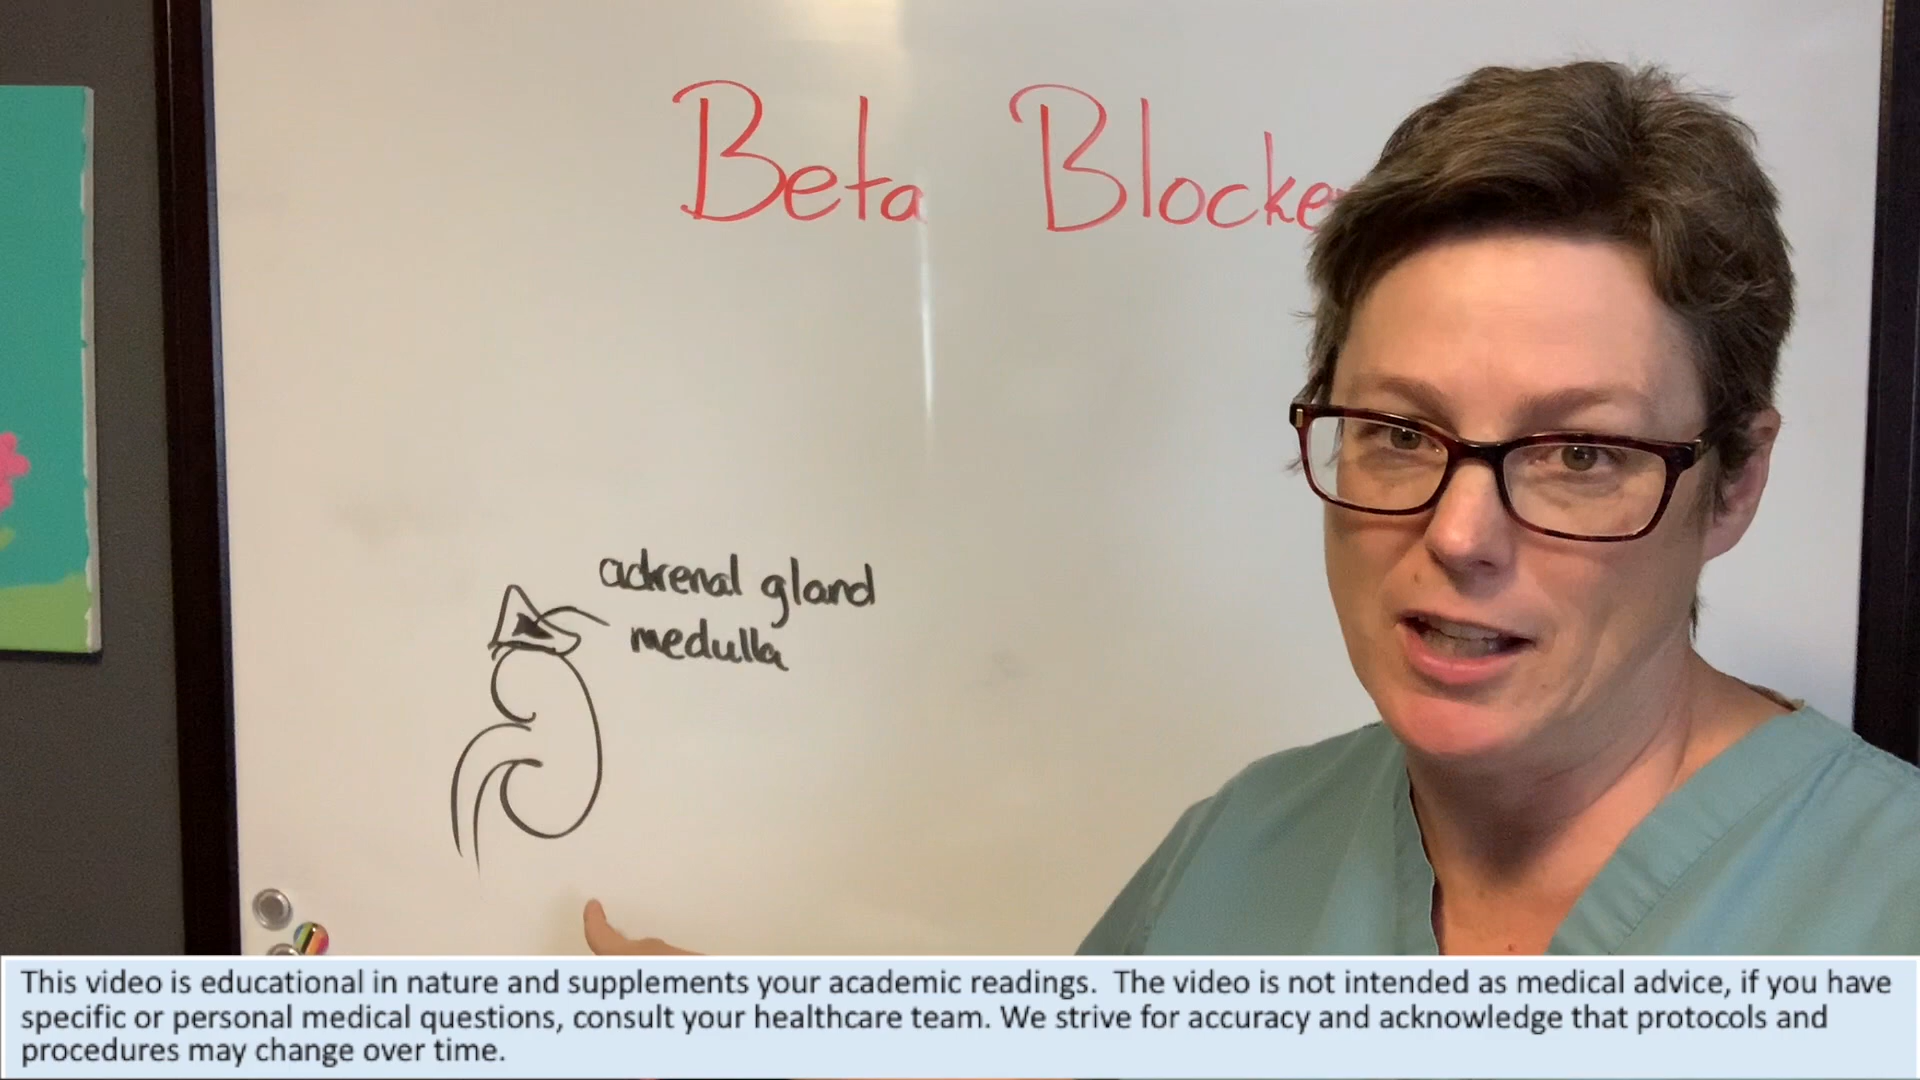 Beta Blocke
adrenal gland
medulla
This video is educational in nature and supplements your academic readings.  The video is not intended as medical advice, if you have
specific or personal medical questions, consult your healthcare team. We strive for accuracy and acknowledge that protocols and
procedures may change over time.